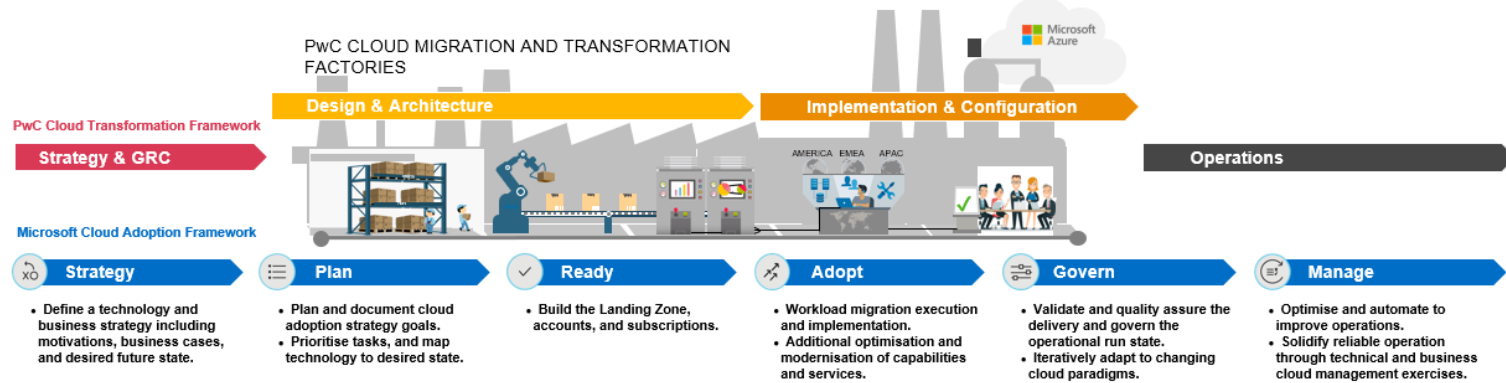 Microsoft
Azure
PwC CLOUD MIGRATION AND TRANSFORMATION
FACTORIES
Design & Architecture
Implementation & Configuration
PwC Cloud Transformation Framework
Strategy & GRC
AMERICA EMEA APAC
Operations
Microsoft Cloud Adoption Framework
Strategy
Plan
Ready
Adopt
Govern
Manage
• Define a technology and
business strategy including
motivations, business cases,
and desired future state.
• Plan and document cloud
adoption strategy goals.
• Prioritise tasks, and map
technology to desired state.
• Build the Landing Zone,
accounts, and subscriptions.
• Workload migration execution
and implementation.
• Additional optimisation and
modernisation of capabilities
and services.
• Validate and quality assure the
delivery and govern the
operational run state.
• Iteratively adapt to changing
cloud paradigms.
• Optimise and automate to
improve operations.
• Solidify reliable operation
through technical and business
cloud management exercises.